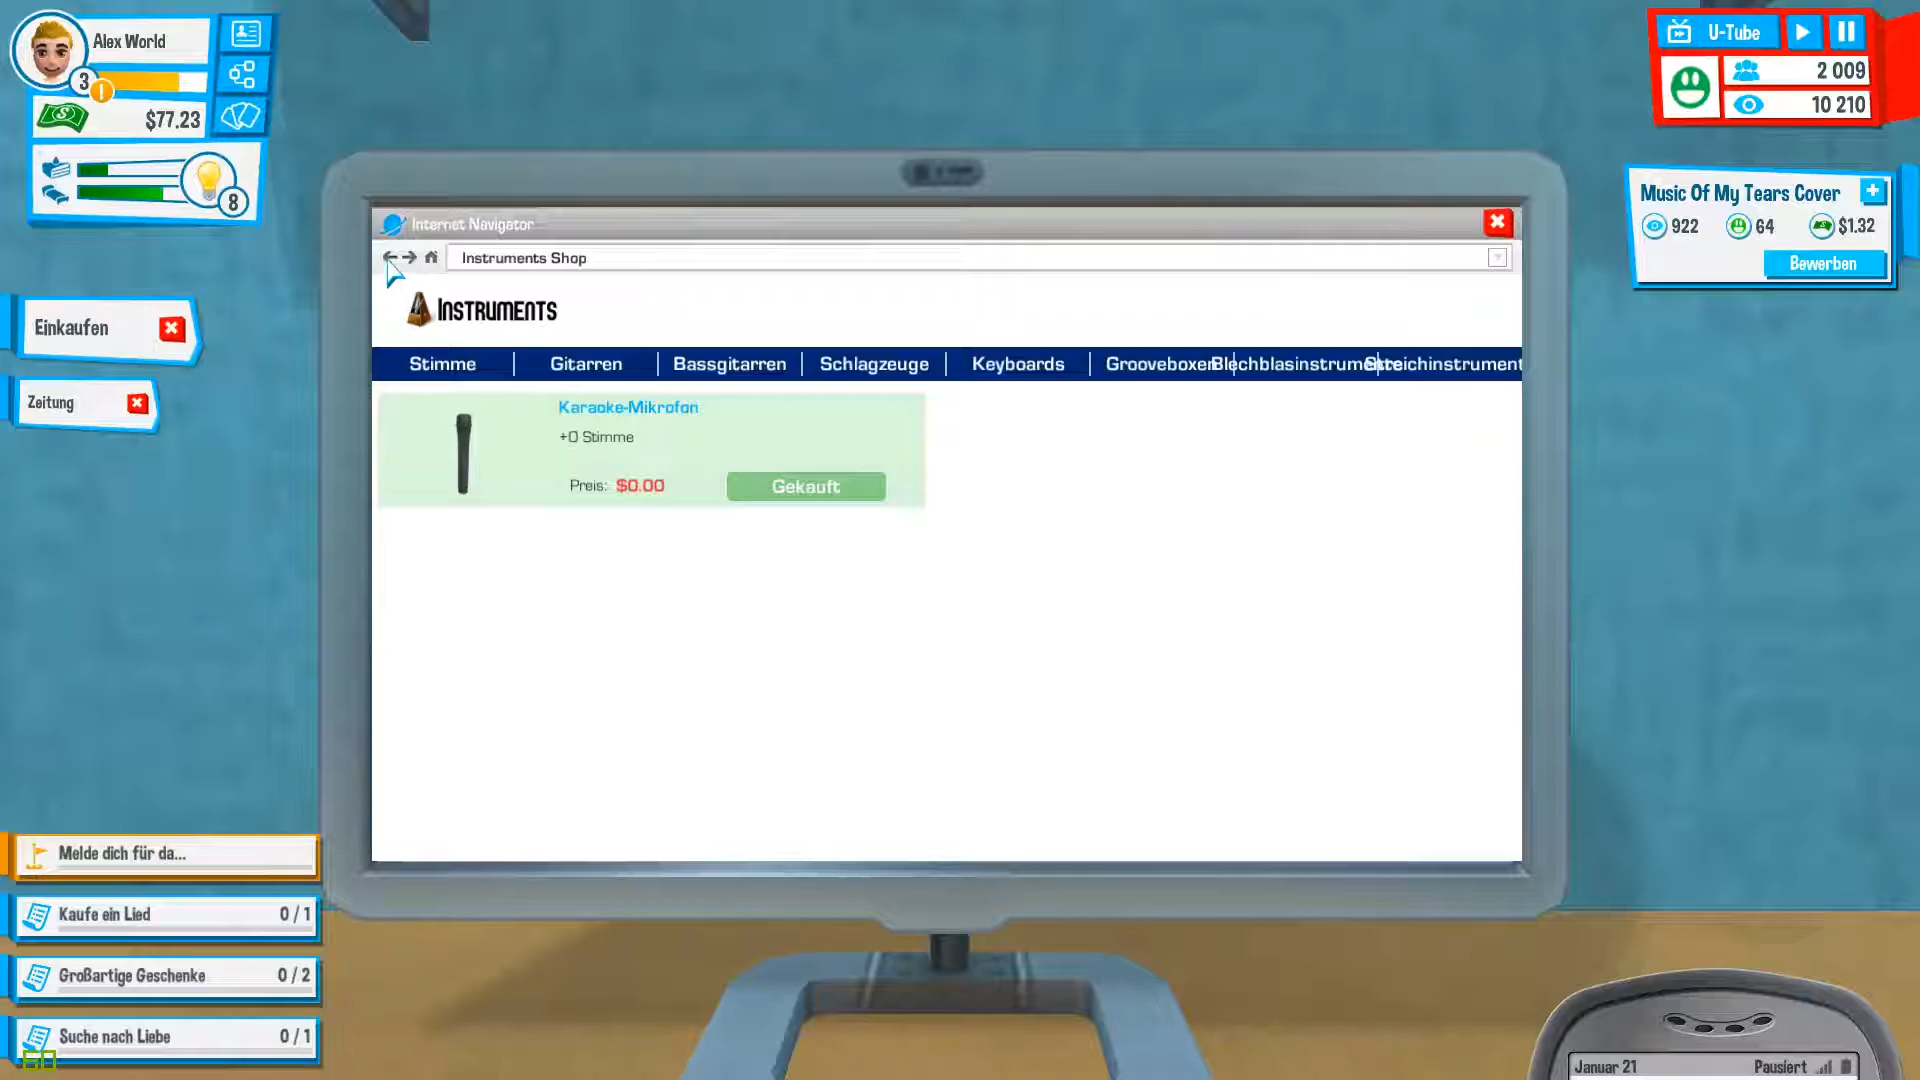 Alex World
3
!
$77.23
8
U-Tube
2 009
10 210
Music Of My Tears Cover
922
64
$1.32
Bewerben
Einkaufen
Zeitung
Internet Navigator
Instruments Shop
INSTRUMENTS
Stimme
Gitarren
Bassgitarren
Schlagzeuge
Keyboards
Grooveboxen
Blechblasinstrumente
Streichinstrument
Karaoke-Mikrofon
+0 Stimme
Preis: $0.00
Gekauft
Melde dich für da...
Kaufe ein Lied 0 / 1
Großartige Geschenke 0 / 2
Suche nach Liebe 0 / 1
60
Januar 21
Pausiert